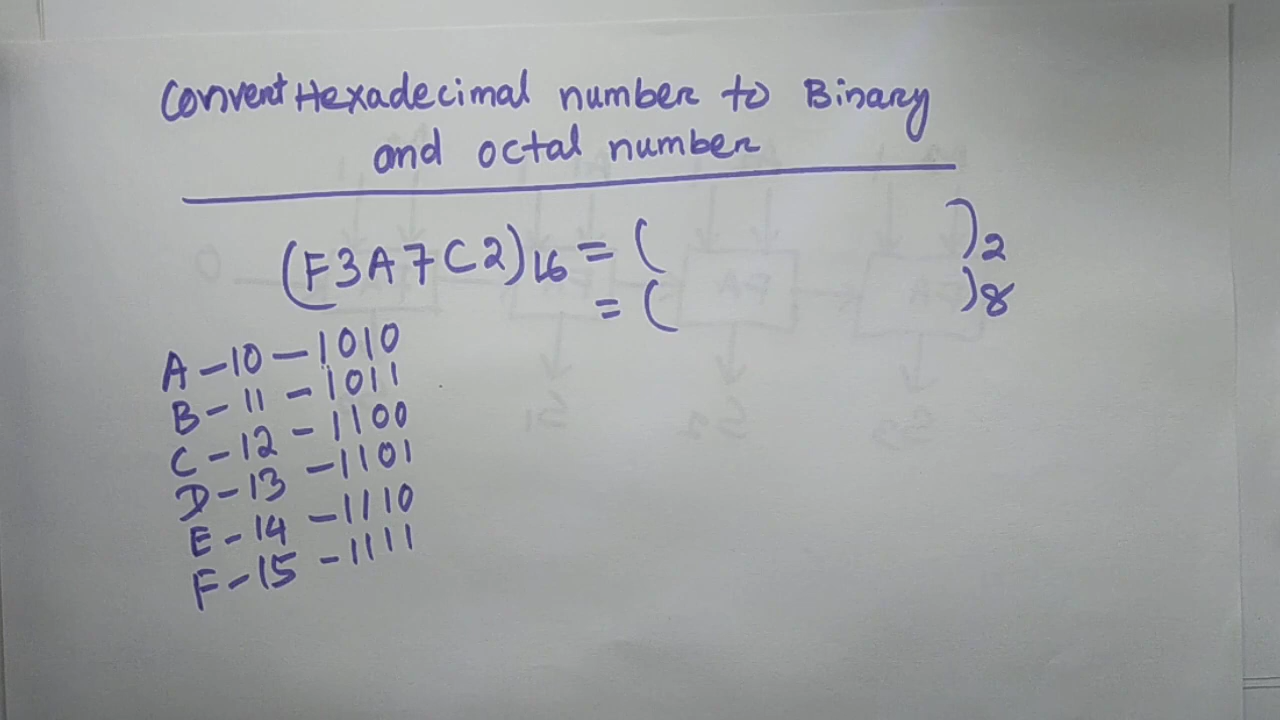 Convert Hexadecimal number to Binary
and octal number
(F3A7C2)16 = ( )2
= ( )8
A - 10 - 1010
B - 11 - 1011
C - 12 - 1100
D - 13 - 1101
E - 14 - 1110
F - 15 - 1111